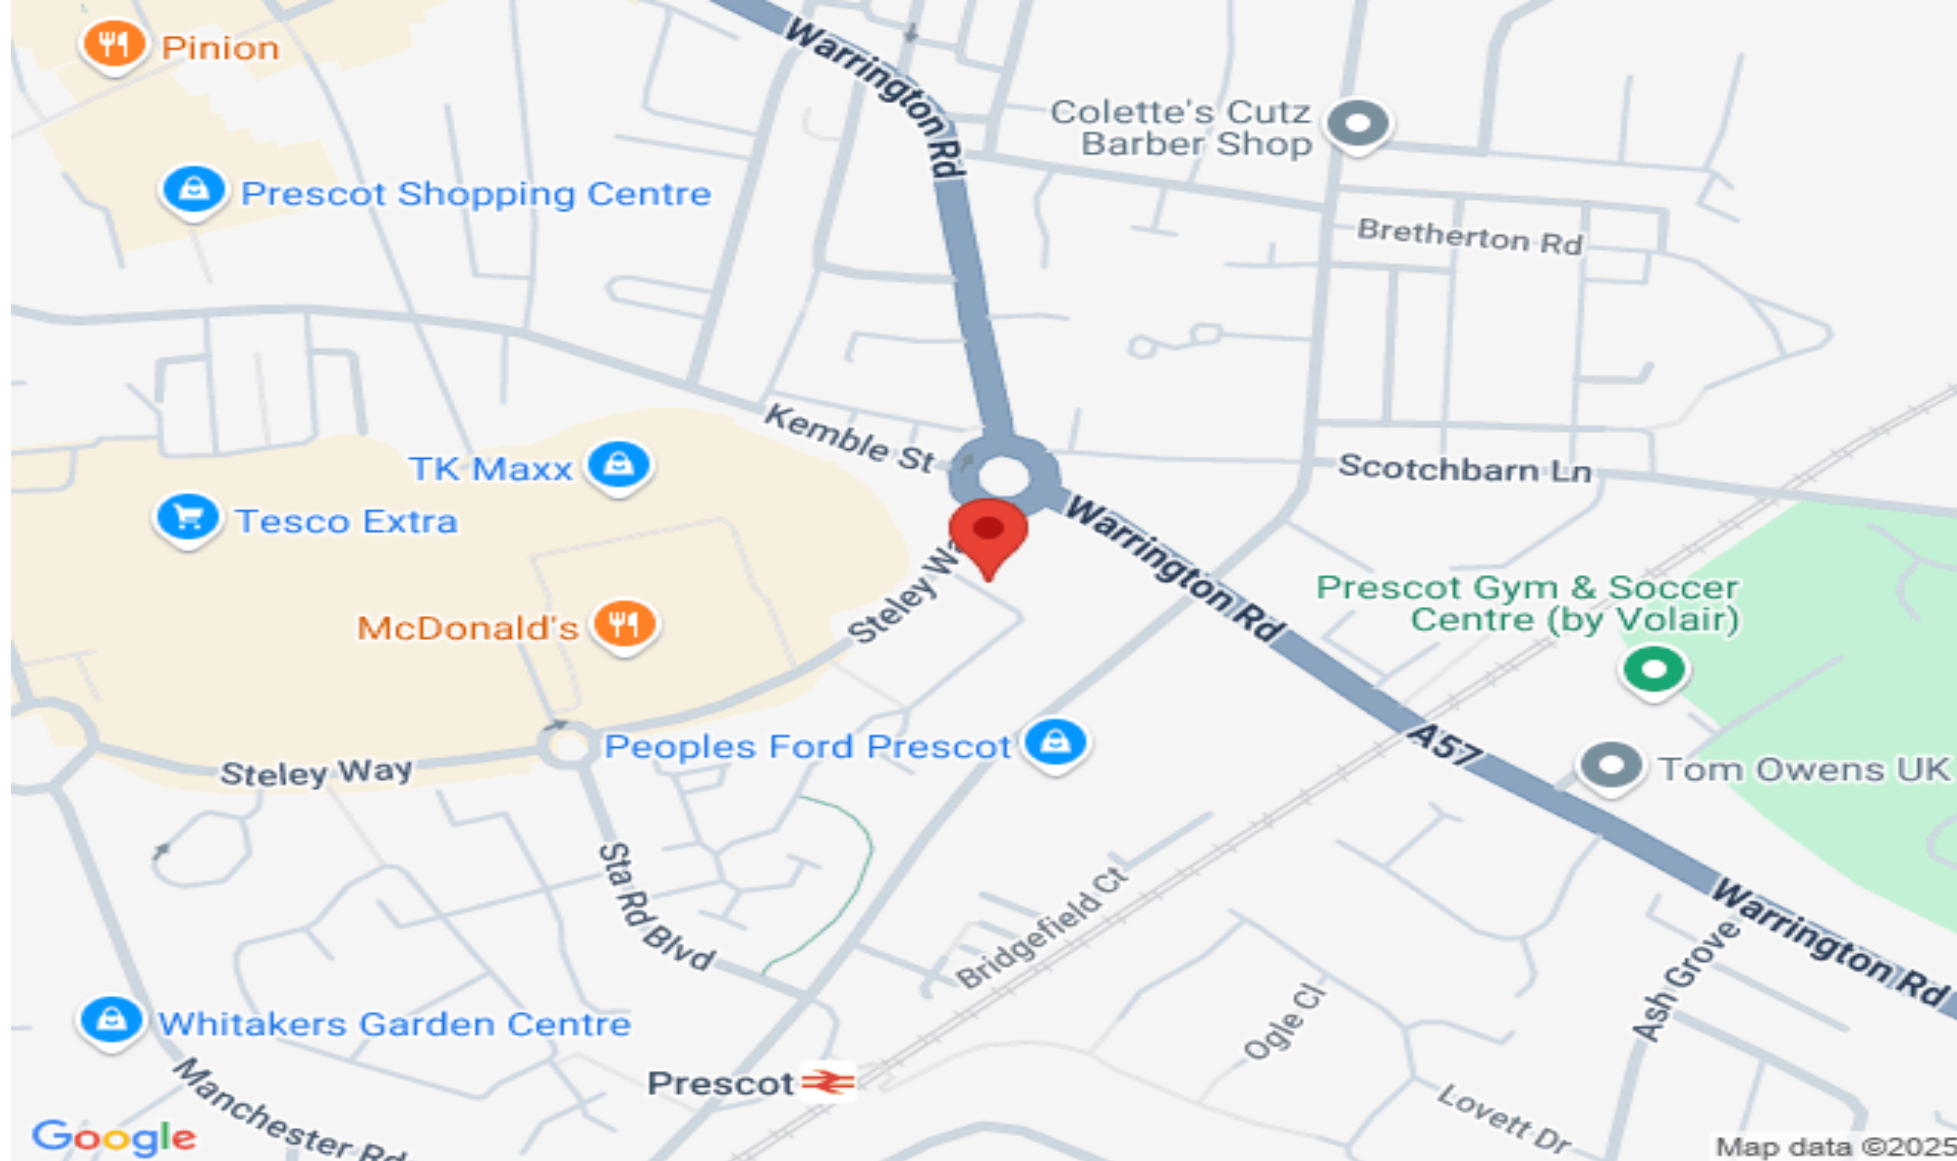 Warrington Rd
Pinion
Colette's Cutz
Barber Shop
Prescot Shopping Centre
Bretherton Rd
Kemble St
TK Maxx
Scotchbarn Ln
Tesco Extra
Warrington Rd
Steley Wa
Prescot Gym & Soccer
Centre (by Volair)
McDonald's
Peoples Ford Prescot
A57
Steley Way
Tom Owens UK
Sta Rd Blvd
Bridgefield Ct
Warrington Rd
Ash Grove
Whitakers Garden Centre
Ogle Cl
Prescot
Manchester Rd
Lovett Dr
Google
Map data ©2025